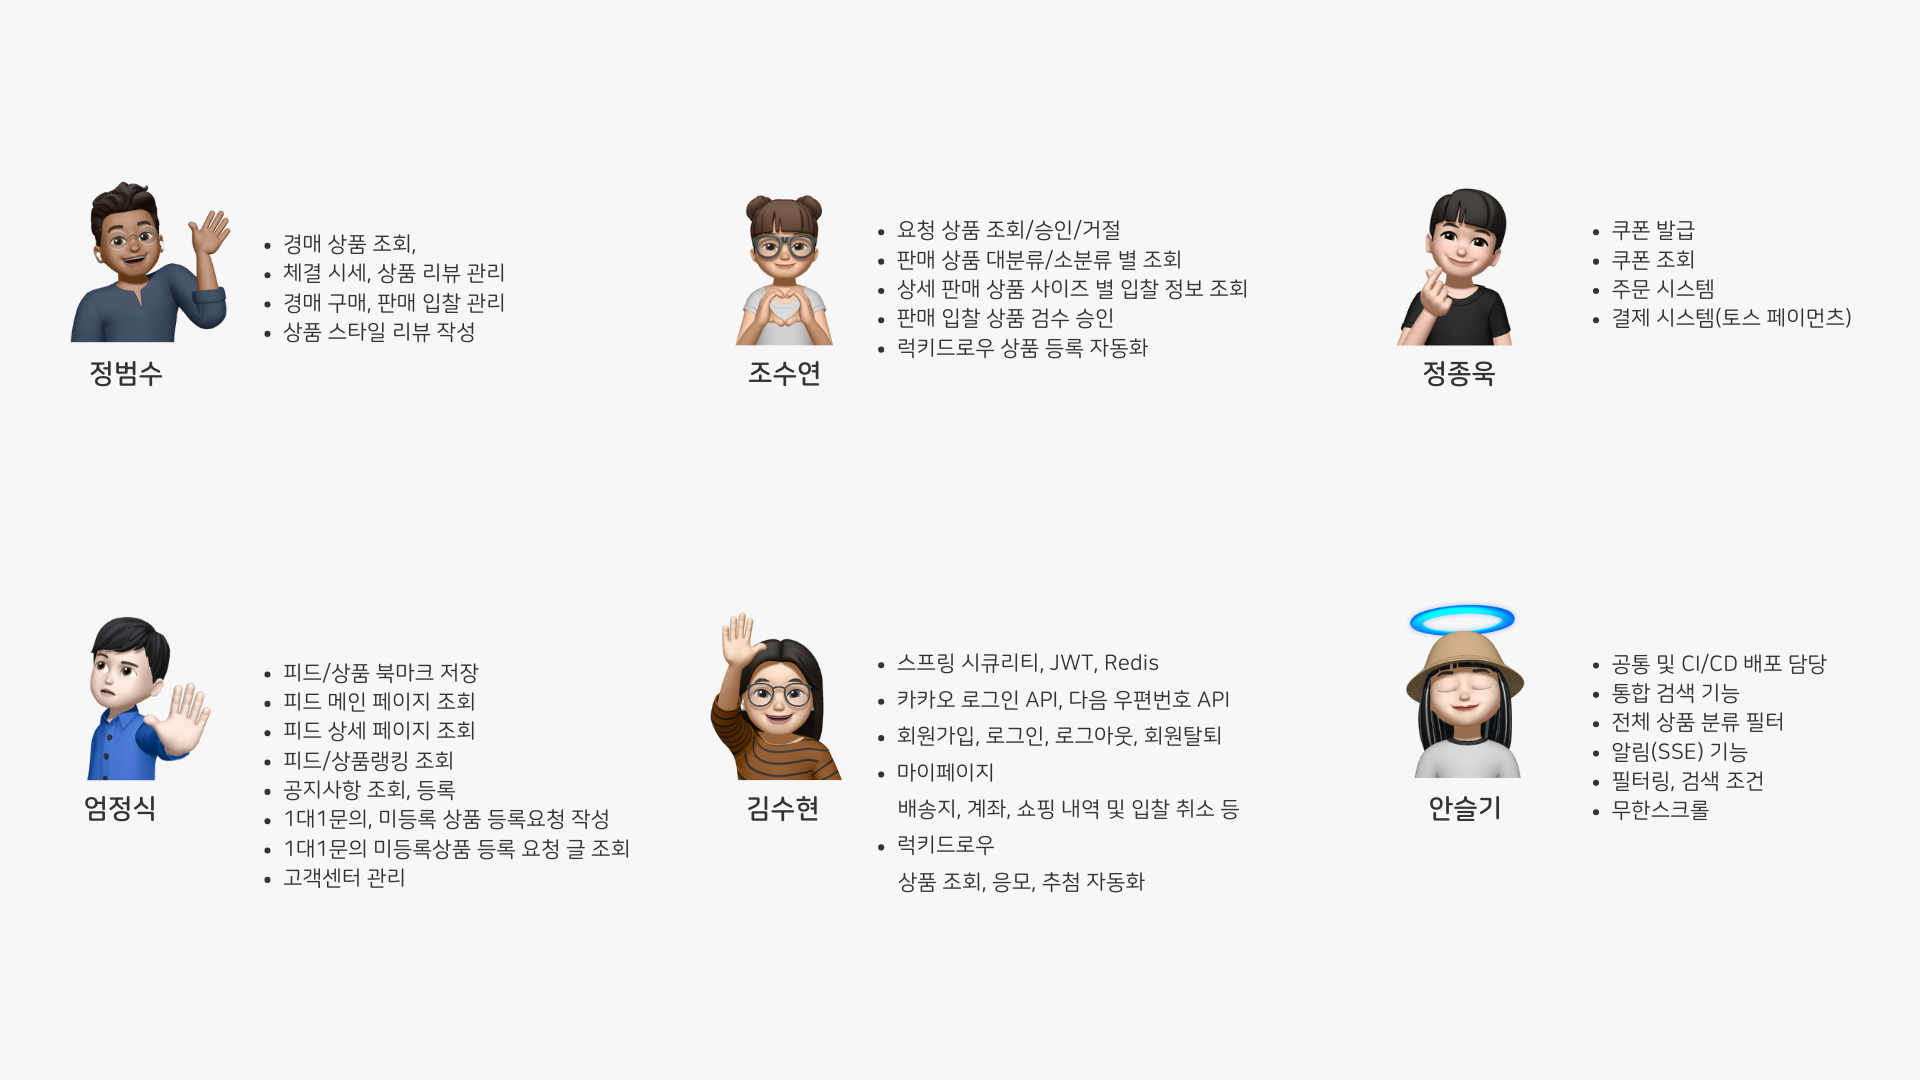 정범수
• 경매 상품 조회,
• 체결 시세, 상품 리뷰 관리
• 경매 구매, 판매 입찰 관리
• 상품 스타일 리뷰 작성
조수연
• 요청 상품 조회/승인/거절
• 판매 상품 대분류/소분류 별 조회
• 상세 판매 상품 사이즈 별 입찰 정보 조회
• 판매 입찰 상품 검수 승인
• 럭키드로우 상품 등록 자동화
정종욱
• 쿠폰 발급
• 쿠폰 조회
• 주문 시스템
• 결제 시스템(토스 페이먼츠)
엄정식
• 피드/상품 북마크 저장
• 피드 메인 페이지 조회
• 피드 상세 페이지 조회
• 피드/상품랭킹 조회
• 공지사항 조회, 등록
• 1대1문의, 미등록 상품 등록요청 작성
• 1대1문의 미등록상품 등록 요청 글 조회
• 고객센터 관리
김수현
• 스프링 시큐리티, JWT, Redis
• 카카오 로그인 API, 다음 우편번호 API
• 회원가입, 로그인, 로그아웃, 회원탈퇴
• 마이페이지
배송지, 계좌, 쇼핑 내역 및 입찰 취소 등
• 럭키드로우
상품 조회, 응모, 추첨 자동화
안슬기
• 공통 및 CI/CD 배포 담당
• 통합 검색 기능
• 전체 상품 분류 필터
• 알림(SSE) 기능
• 필터링, 검색 조건
• 무한스크롤